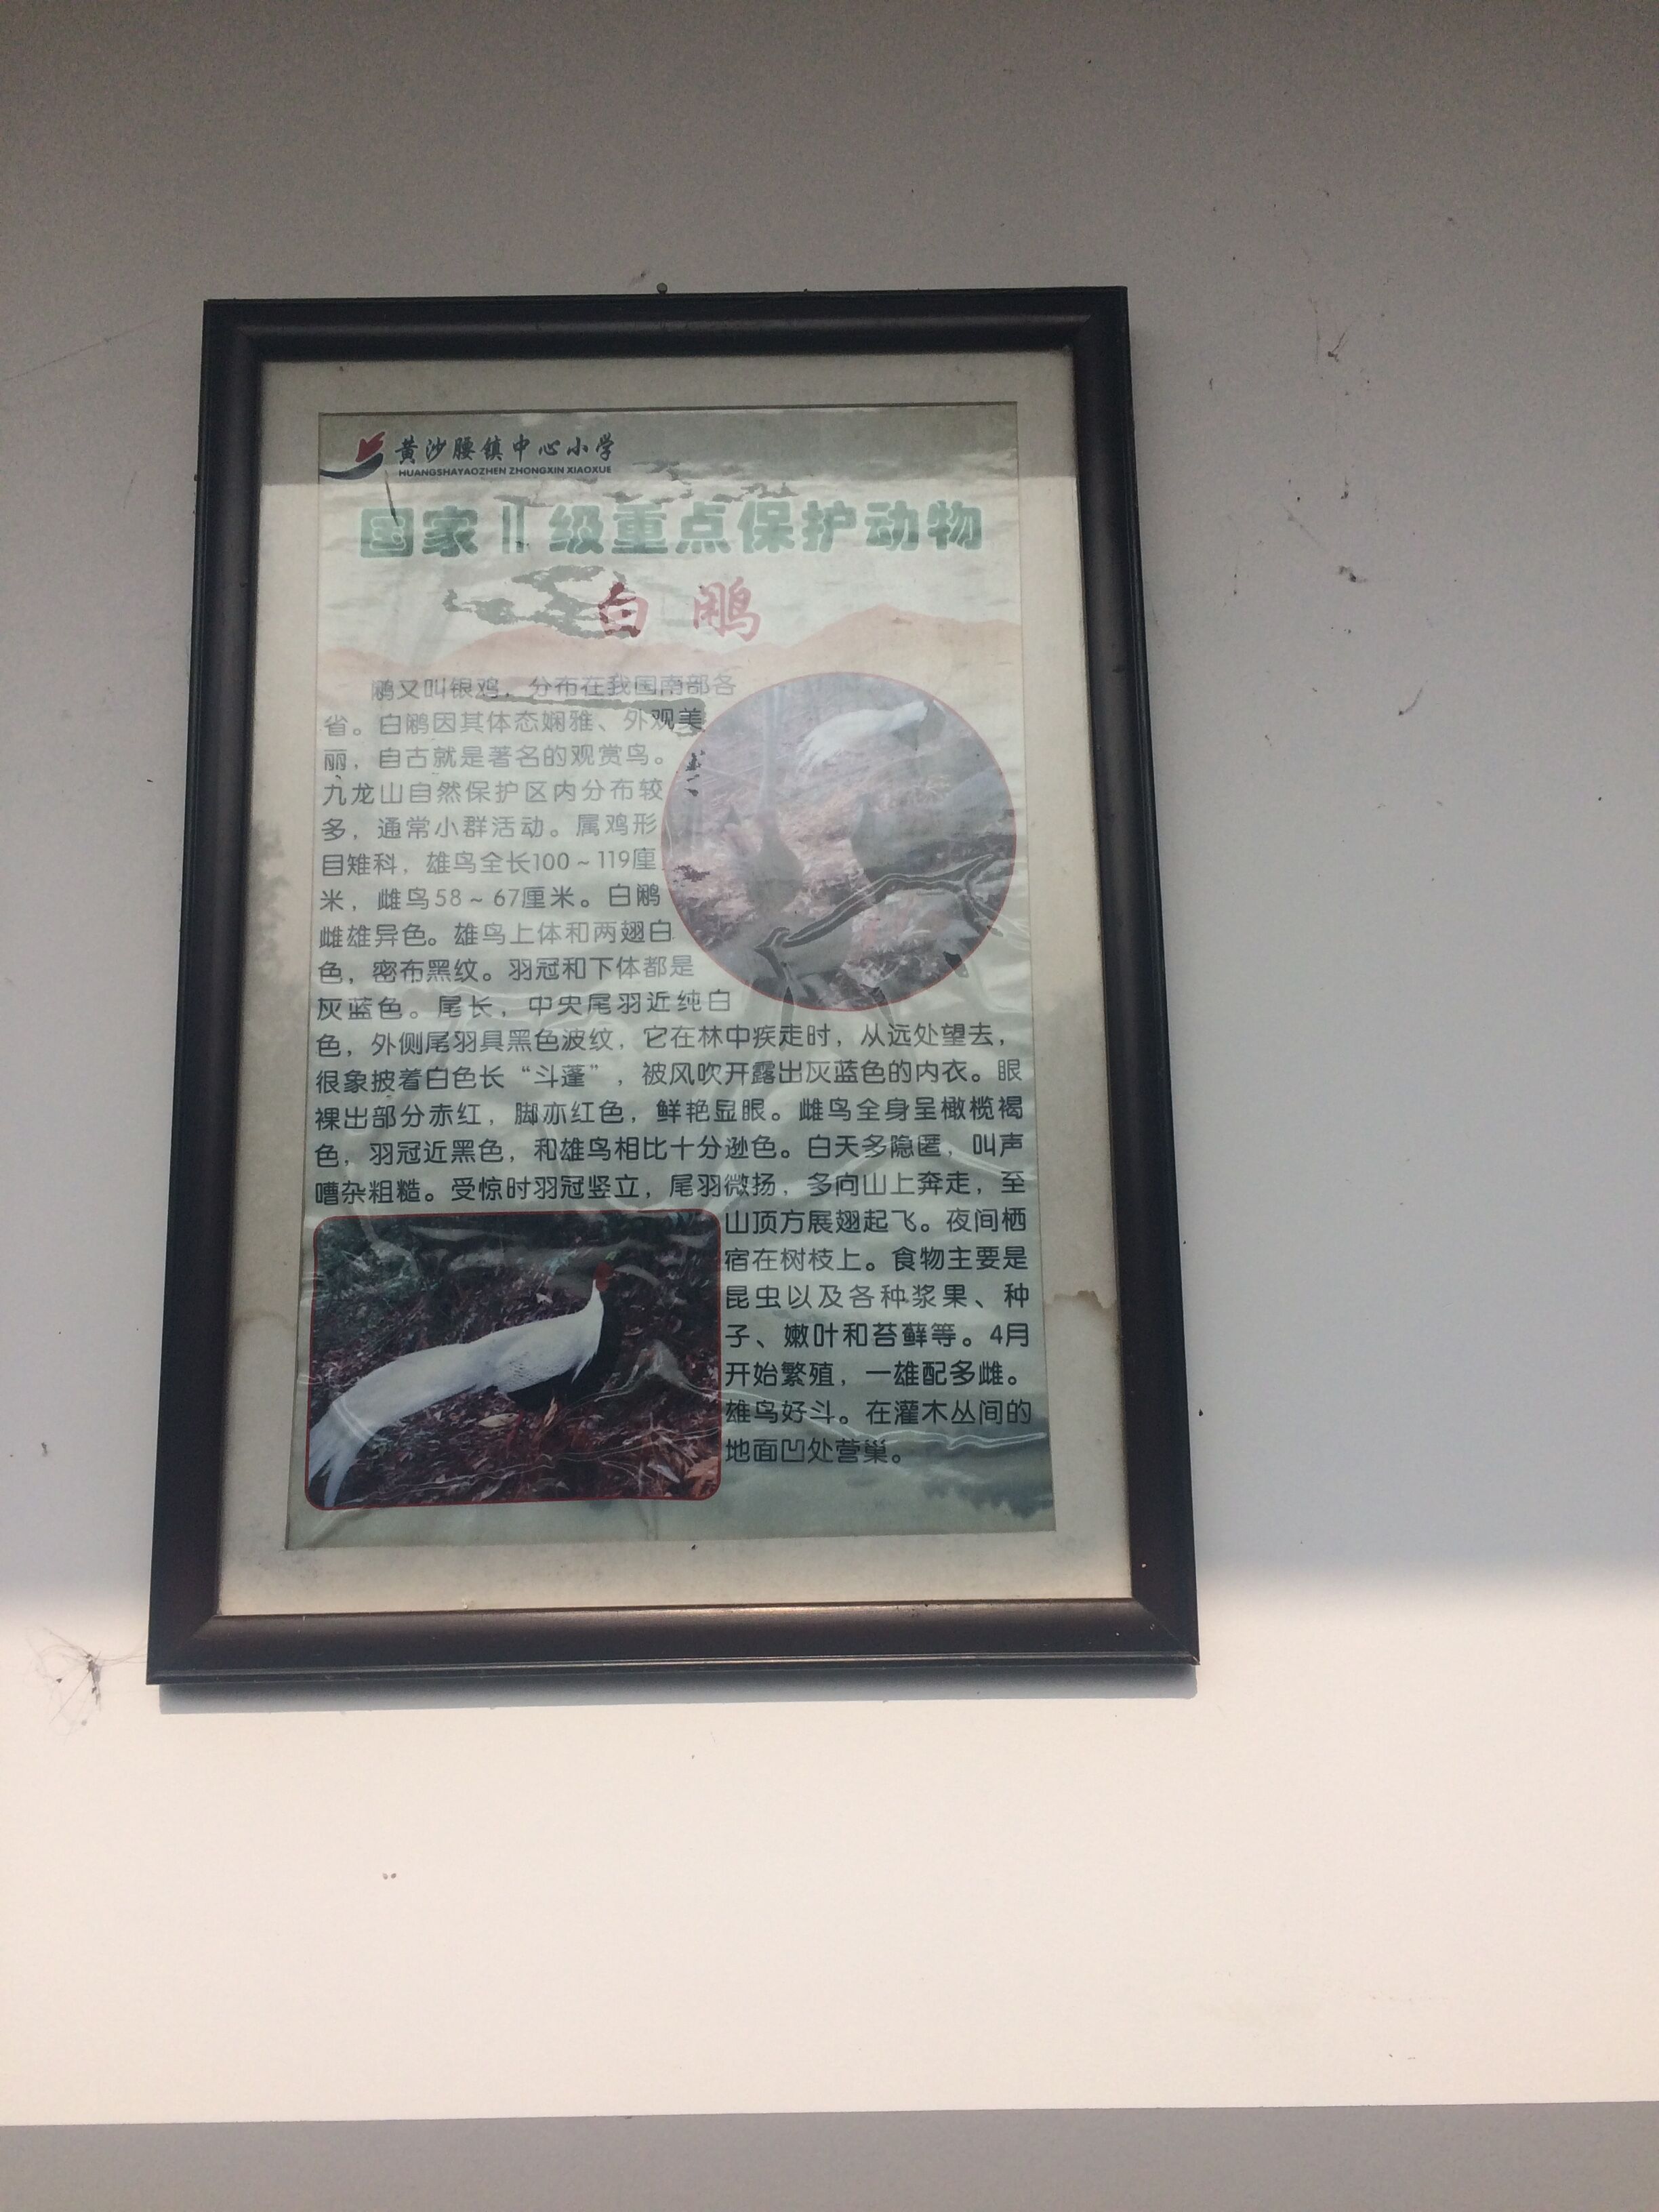 黄沙腰镇中心小学
HUANGSHAYAOZHEN ZHONGXIN XIAOXUE
国家Ⅱ级重点保护动物
白鹇
鹇又叫银鸡，分布在我国南部各
省。白鹇因其体态娴雅、外观美
丽，自古就是著名的观赏鸟。
九龙山自然保护区内分布较
多，通常小群活动。属鸡形
目雉科，雄鸟全长100~119厘
米，雌鸟58~67厘米。白鹇
雌雄异色。雄鸟上体和两翅白
色，密布黑纹。羽冠和下体都是
灰蓝色。尾长，中央尾羽近纯白
色，外侧尾羽具黑色波纹，它在林中疾走时，从远处望去，
很象披着白色长“斗蓬”，被风吹开露出灰蓝色的内衣。眼
裸出部分赤红，脚亦红色，鲜艳显眼。雌鸟全身呈橄榄褐
色，羽冠近黑色，和雄鸟相比十分逊色。白天多隐匿，叫声
嘈杂粗糙。受惊时羽冠竖立，尾羽微扬，多向山上奔走，至
山顶方展翅起飞。夜间栖
宿在树枝上。食物主要是
昆虫以及各种浆果、种
子、嫩叶和苔藓等。4月
开始繁殖，一雄配多雌。
雄鸟好斗。在灌木丛间的
地面凹处营巢。